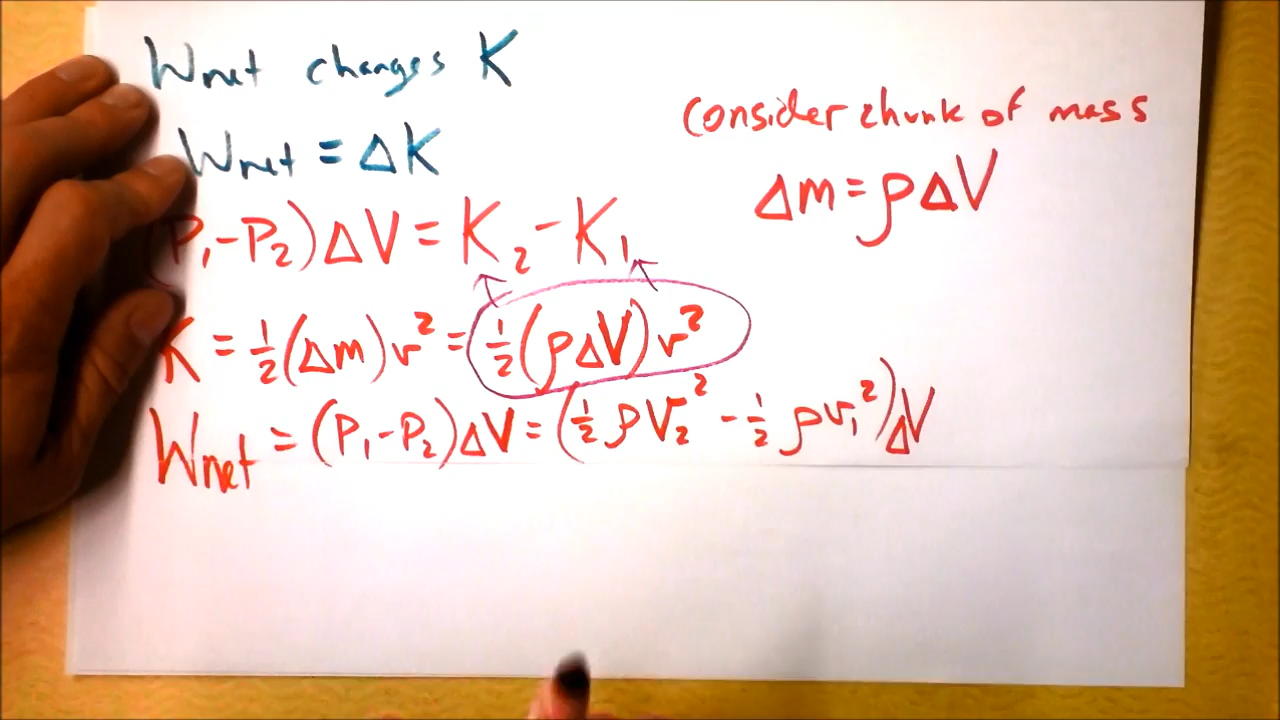 Wnet changes K
Wnet = ΔK
(P₁-P₂)ΔV = K₂ - K₁
K = ½(Δm)v² = ½(ρΔV)v²
Wnet = (P₁-P₂)ΔV = (½ρV₂² - ½ρv₁²)ΔV
Consider chunk of mass
Δm = ρΔV